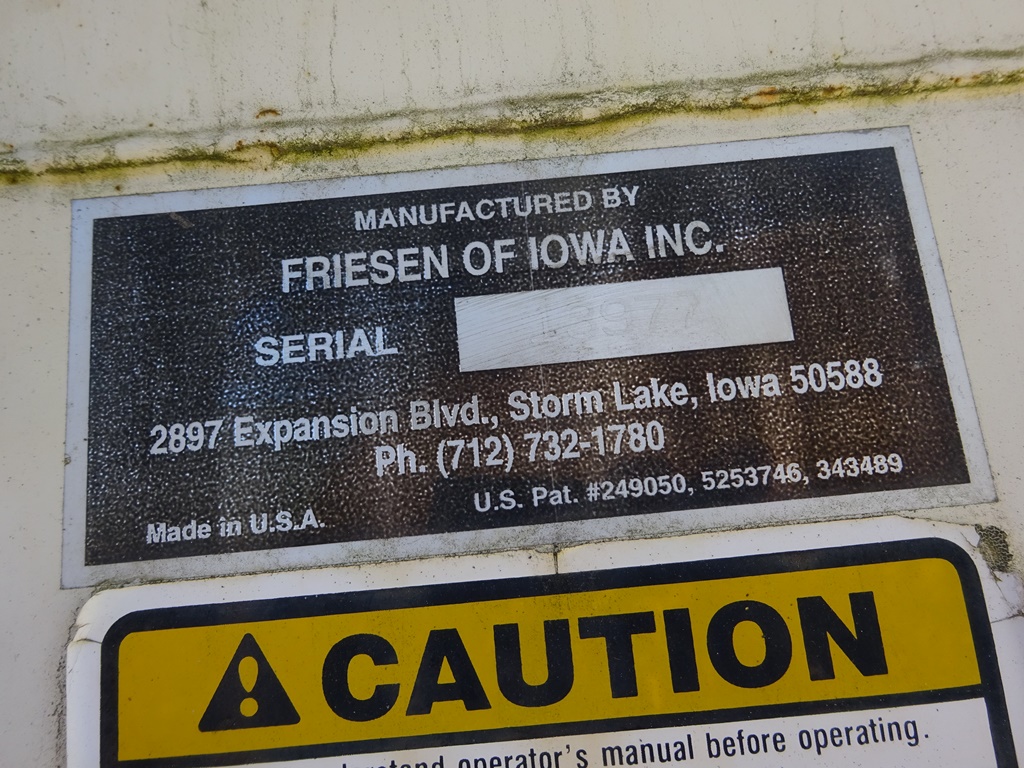 MANUFACTURED BY
FRIESEN OF IOWA INC.
SERIAL
2897 Expansion Blvd., Storm Lake, Iowa 50588
Ph. (712) 732-1780
U.S. Pat. #249050, 5253746, 343489
Made in U.S.A.
CAUTION
operator's manual before operating.